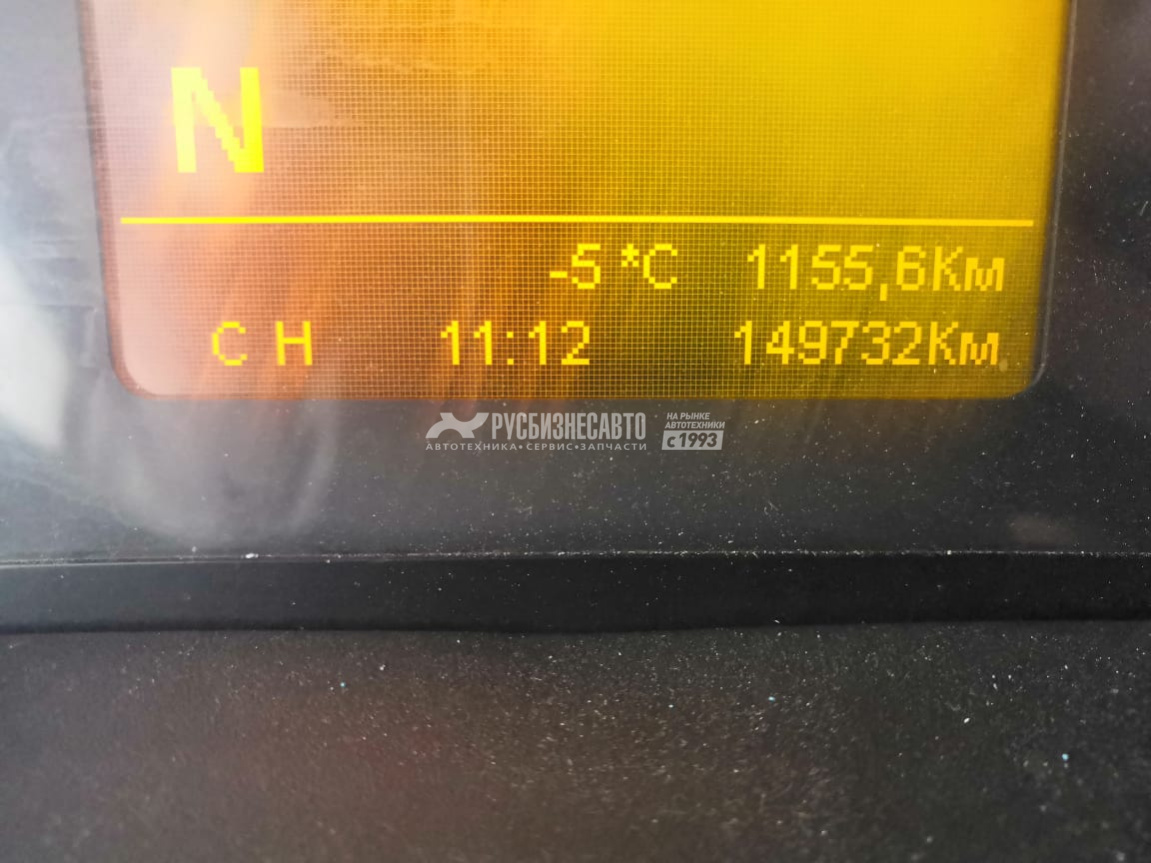 N
-5 *C 1155,6Км
С Н 11:12 149732Км
РУСБИЗНЕСАВТО
АВТОТЕХНИКА•СЕРВИС•ЗАПЧАСТИ
НА РЫНКЕ
АВТОТЕХНИКИ
с 1993